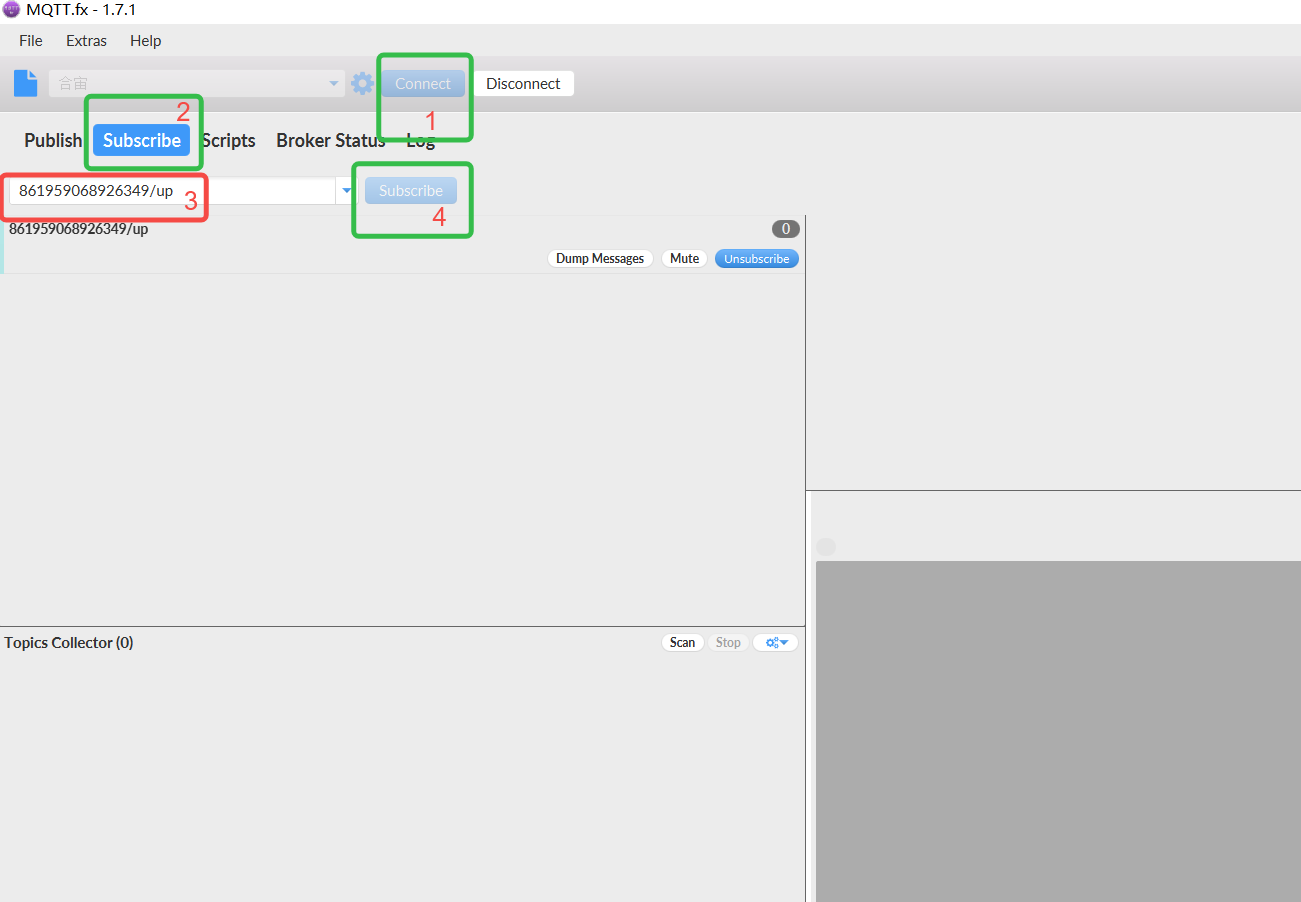 MQTT.fx - 1.7.1
File Extras Help
合宙 Connect Disconnect
1
2
Publish Subscribe Scripts Broker Status Log
861959068926349/up 3 Subscribe
4
861959068926349/up 0
Dump Messages Mute Unsubscribe
Topics Collector (0) Scan Stop